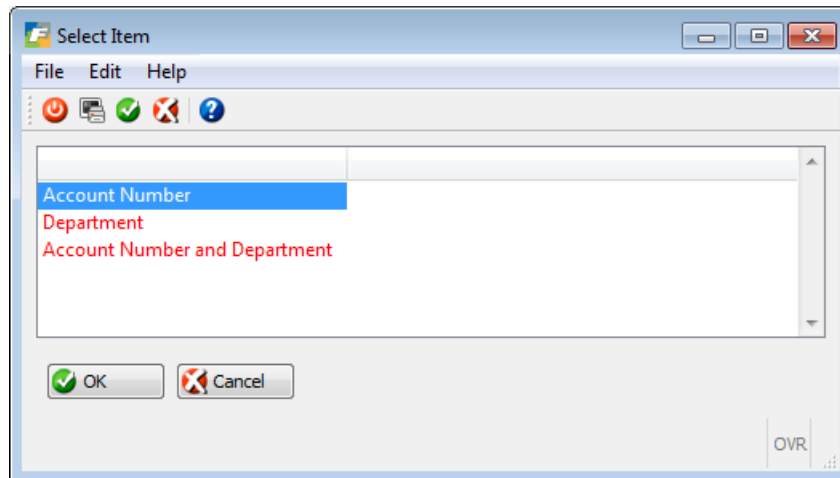 Select Item
File Edit Help
Account Number
Department
Account Number and Department
OK Cancel
OVR